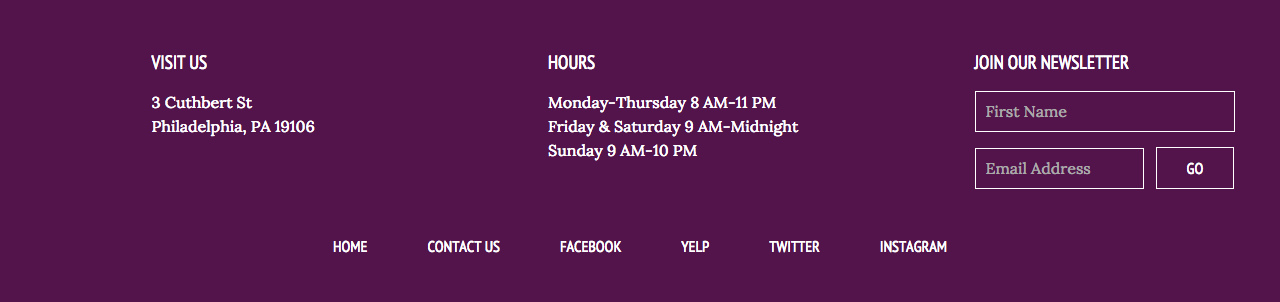 VISIT US
3 Cuthbert St
Philadelphia, PA 19106
HOURS
Monday-Thursday 8 AM-11 PM
Friday & Saturday 9 AM-Midnight
Sunday 9 AM-10 PM
JOIN OUR NEWSLETTER
First Name
Email Address
GO
HOME
CONTACT US
FACEBOOK
YELP
TWITTER
INSTAGRAM